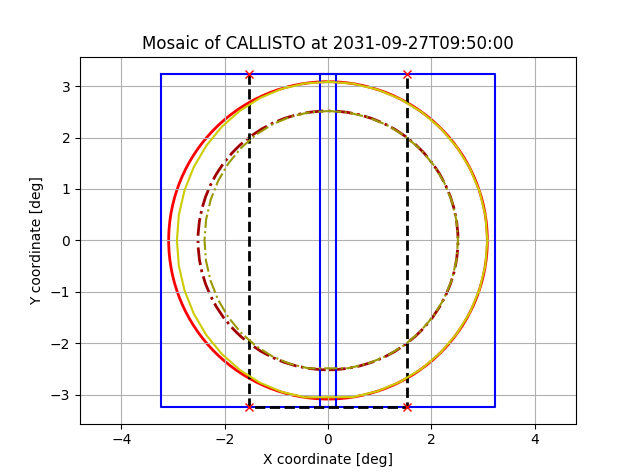 Mosaic of CALLISTO at 2031-09-27T09:50:00
3
2
1
0
−1
−2
−3
Y coordinate [deg]
−4 −2 0 2 4
X coordinate [deg]